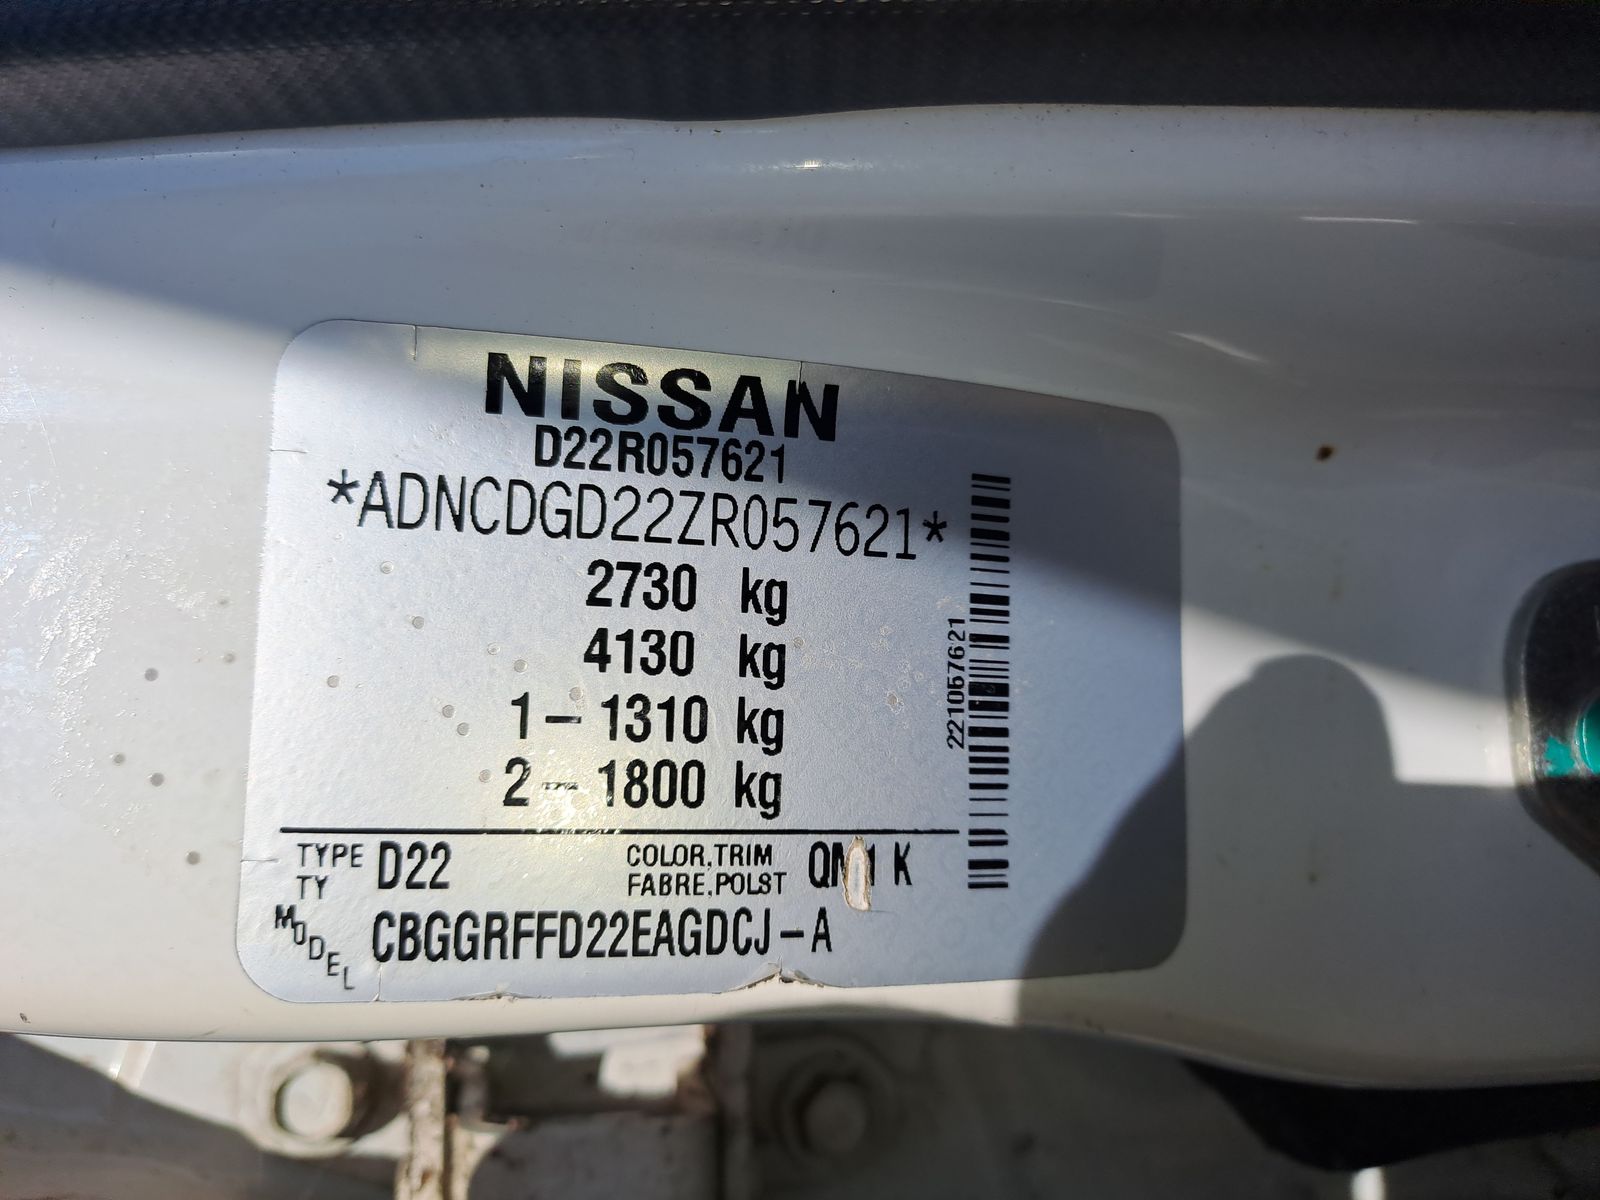 NISSAN
D22R057621
*ADNCDGD22ZR057621*
2730 kg
4130 kg
1 – 1310 kg
2 – 1800 kg
221057621
TYPE D22 COLOR,TRIM QM1 K
TY FABRE,POLST
MODEL CBGGRFFD22EAGDCJ – A